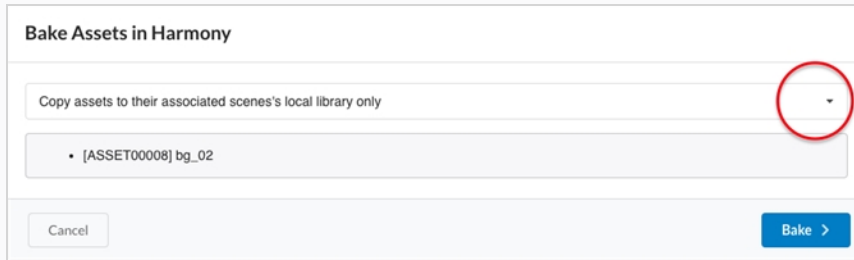 Bake Assets in Harmony
Copy assets to their associated scenes's local library only
• [ASSET00008] bg_02
Cancel
Bake >